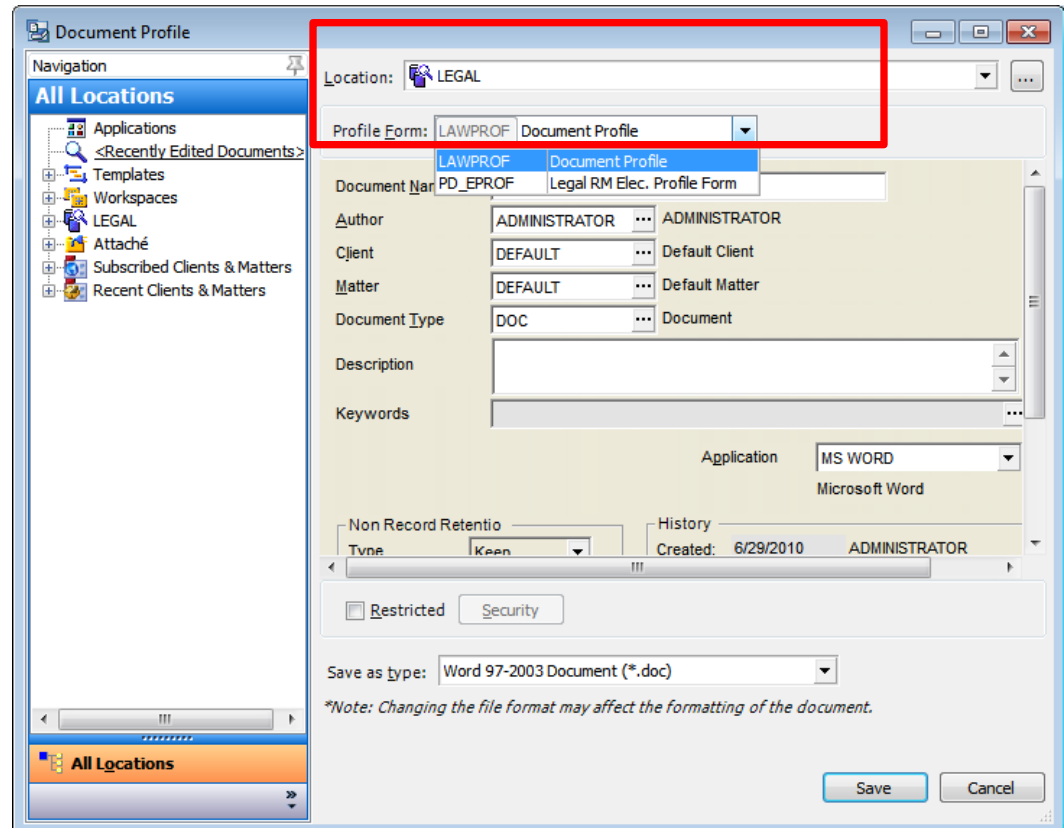 Document Profile
Navigation
All Locations
Applications
<Recently Edited Documents>
Templates
Workspaces
LEGAL
Attaché
Subscribed Clients & Matters
Recent Clients & Matters
All Locations
»
Location: LEGAL ...
Profile Form: LAWPROF Document Profile
LAWPROF Document Profile
PD_EPROF Legal RM Elec. Profile Form
Document Nar
Author ADMINISTRATOR ... ADMINISTRATOR
Client DEFAULT ... Default Client
Matter DEFAULT ... Default Matter
Document Type DOC ... Document
Description
Keywords ...
Application MS WORD
Microsoft Word
Non Record Retentio History
Type Keep Created: 6/29/2010 ADMINISTRATOR
Restricted Security
Save as type: Word 97-2003 Document (*.doc)
*Note: Changing the file format may affect the formatting of the document.
Save Cancel